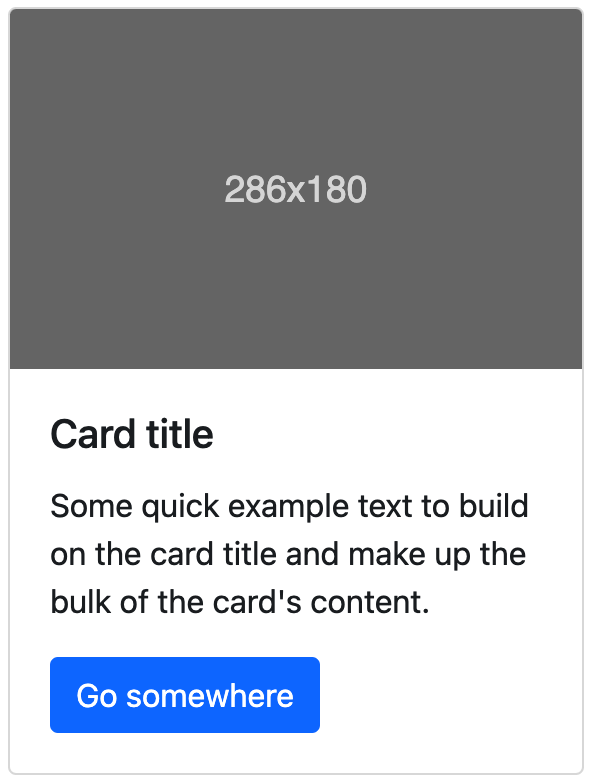 286x180
Card title
Some quick example text to build
on the card title and make up the
bulk of the card's content.
Go somewhere